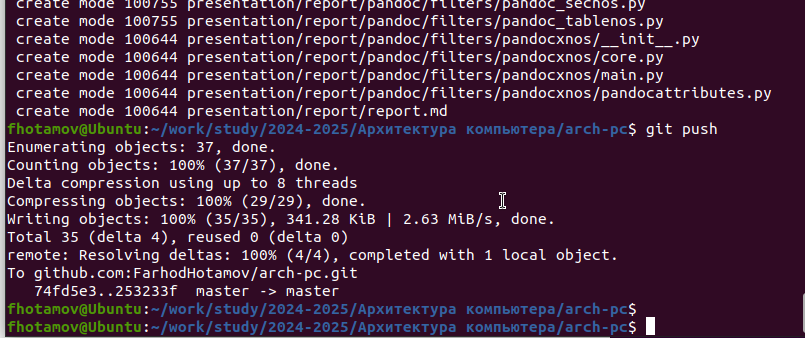 create mode 100755 presentation/report/pandoc/filters/pandoc_secnos.py
create mode 100755 presentation/report/pandoc/filters/pandoc_tablenos.py
create mode 100644 presentation/report/pandoc/filters/pandocxnos/__init__.py
create mode 100644 presentation/report/pandoc/filters/pandocxnos/core.py
create mode 100644 presentation/report/pandoc/filters/pandocxnos/main.py
create mode 100644 presentation/report/pandoc/filters/pandocxnos/pandocattributes.py
create mode 100644 presentation/report/report.md
fhotamov@Ubuntu:~/work/study/2024-2025/Архитектура компьютера/arch-pc$ git push
Enumerating objects: 37, done.
Counting objects: 100% (37/37), done.
Delta compression using up to 8 threads
Compressing objects: 100% (29/29), done.
Writing objects: 100% (35/35), 341.28 KiB | 2.63 MiB/s, done.
Total 35 (delta 4), reused 0 (delta 0)
remote: Resolving deltas: 100% (4/4), completed with 1 local object.
To github.com:FarhodHotamov/arch-pc.git
74fd5e3..253233f  master -> master
fhotamov@Ubuntu:~/work/study/2024-2025/Архитектура компьютера/arch-pc$
fhotamov@Ubuntu:~/work/study/2024-2025/Архитектура компьютера/arch-pc$